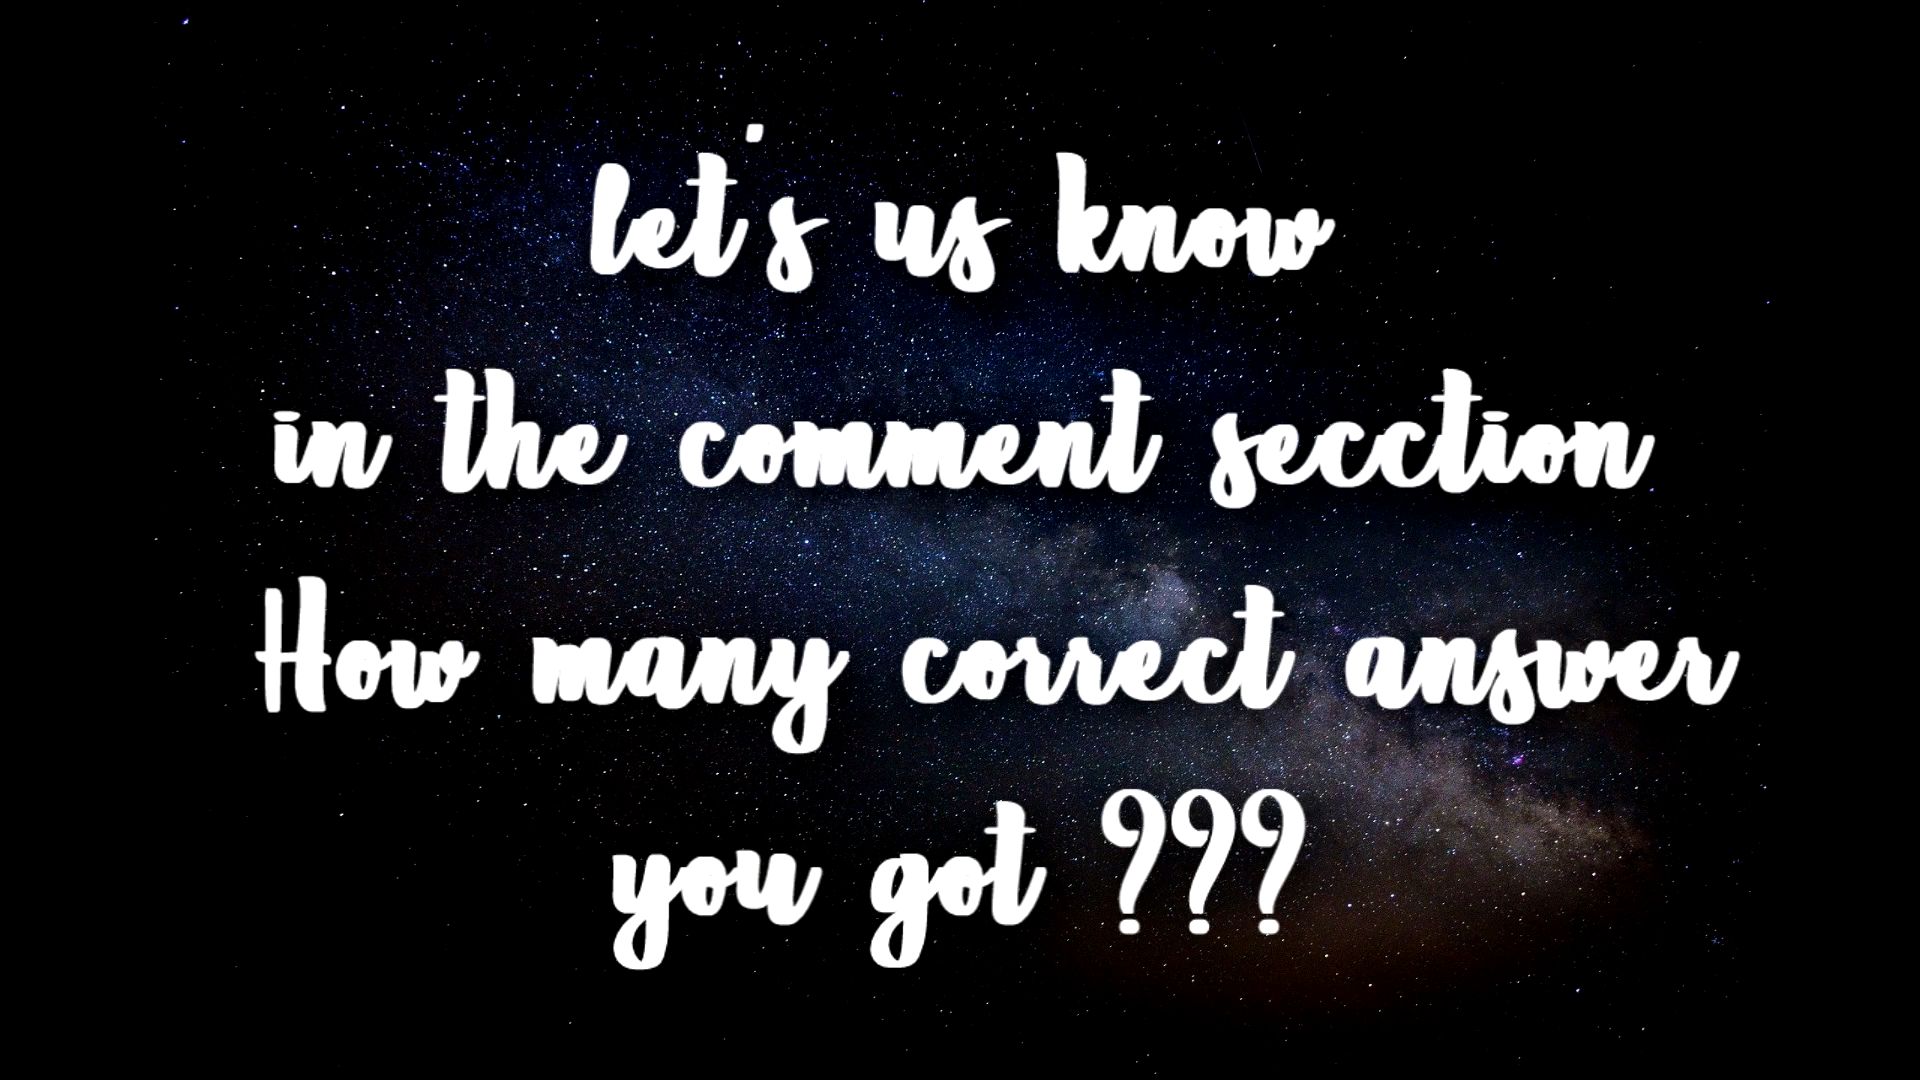 let's us know
in the comment secction
How many correct answer
you got ???